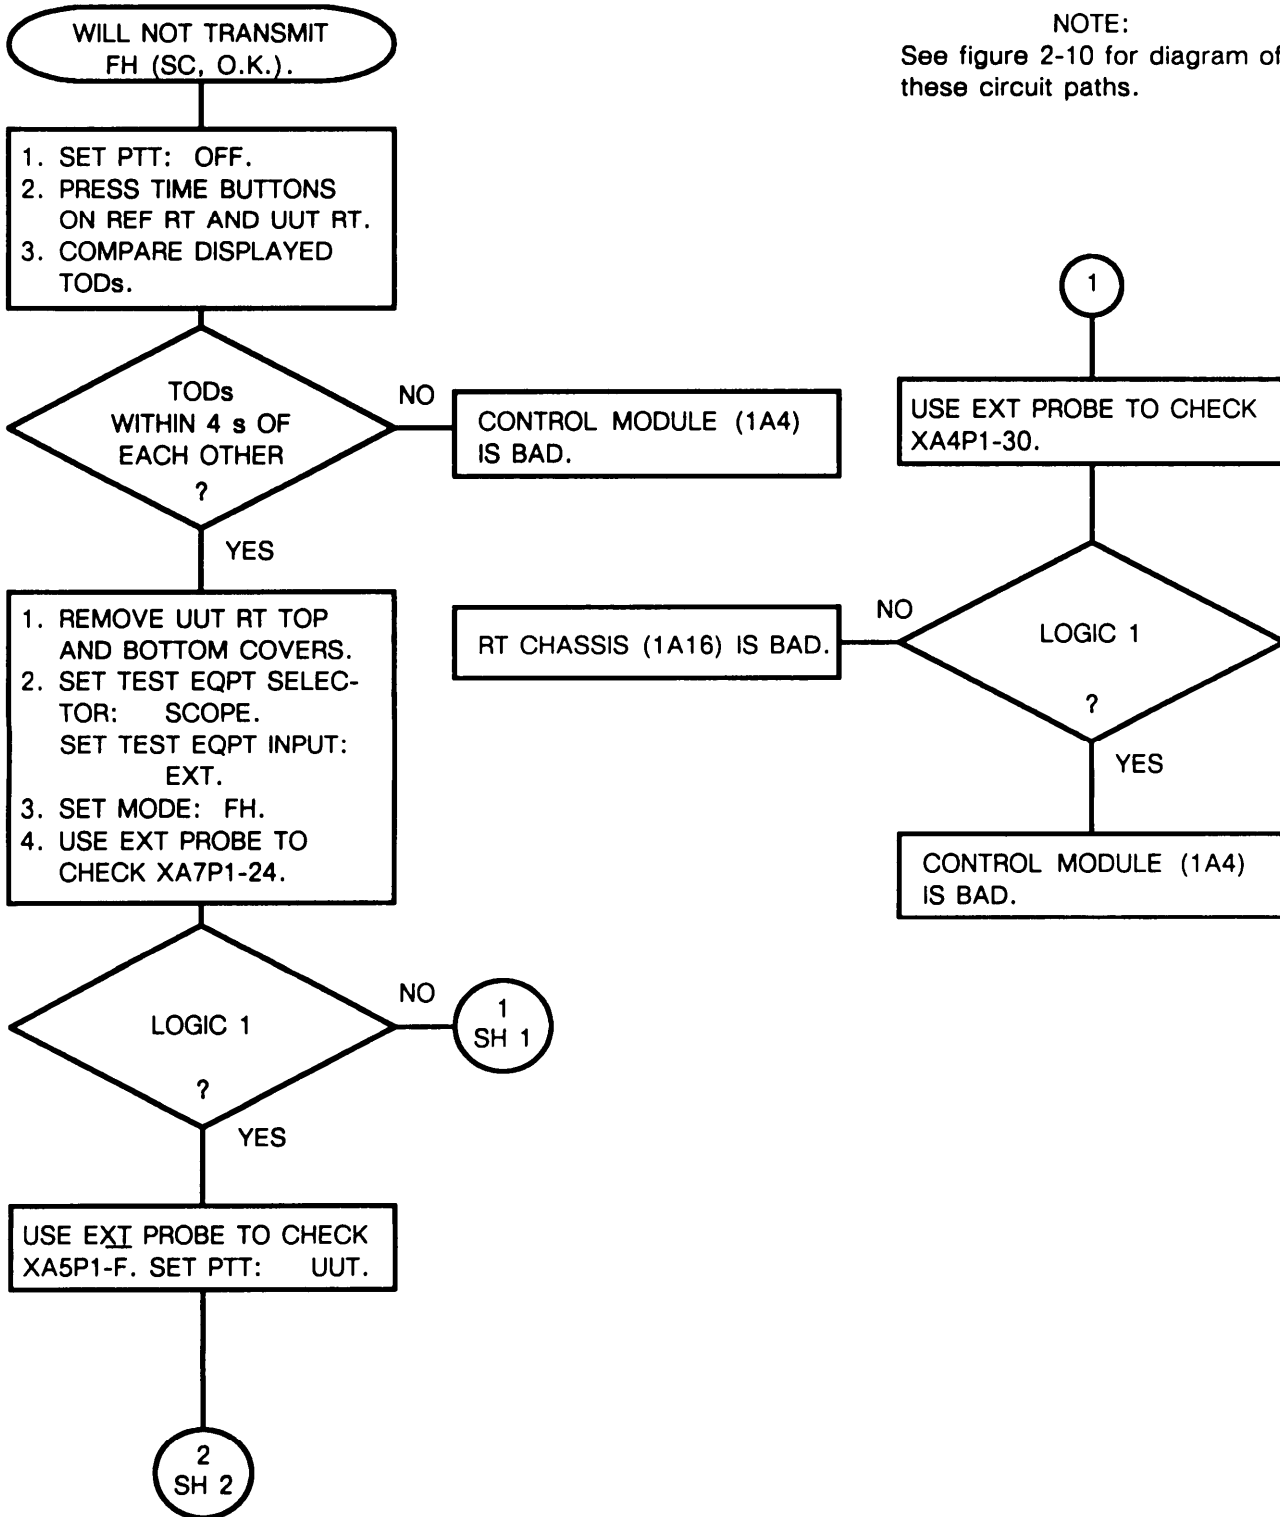 WILL NOT TRANSMIT
FH (SC, O.K.).
NOTE:
See figure 2-10 for diagram of
these circuit paths.
1. SET PTT: OFF.
2. PRESS TIME BUTTONS
ON REF RT AND UUT RT.
3. COMPARE DISPLAYED
TODs.
TODs
WITHIN 4 s OF
EACH OTHER
?
NO
CONTROL MODULE (1A4)
IS BAD.
YES
1. REMOVE UUT RT TOP
AND BOTTOM COVERS.
2. SET TEST EQPT SELEC-
TOR: SCOPE.
SET TEST EQPT INPUT:
EXT.
3. SET MODE: FH.
4. USE EXT PROBE TO
CHECK XA7P1-24.
LOGIC 1
?
NO
1
SH 1
YES
USE EXT PROBE TO CHECK
XA5P1-F. SET PTT: UUT.
2
SH 2
1
USE EXT PROBE TO CHECK
XA4P1-30.
LOGIC 1
?
NO
RT CHASSIS (1A16) IS BAD.
YES
CONTROL MODULE (1A4)
IS BAD.